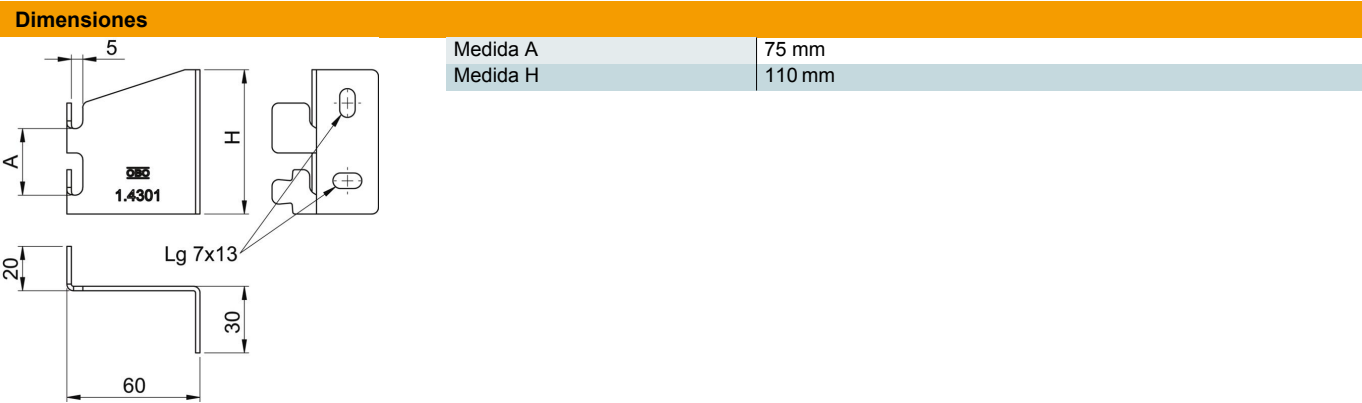 Dimensiones
5
Medida A 75 mm
Medida H 110 mm
A
H
OBO
1.4301
Lg 7x13
20
30
60